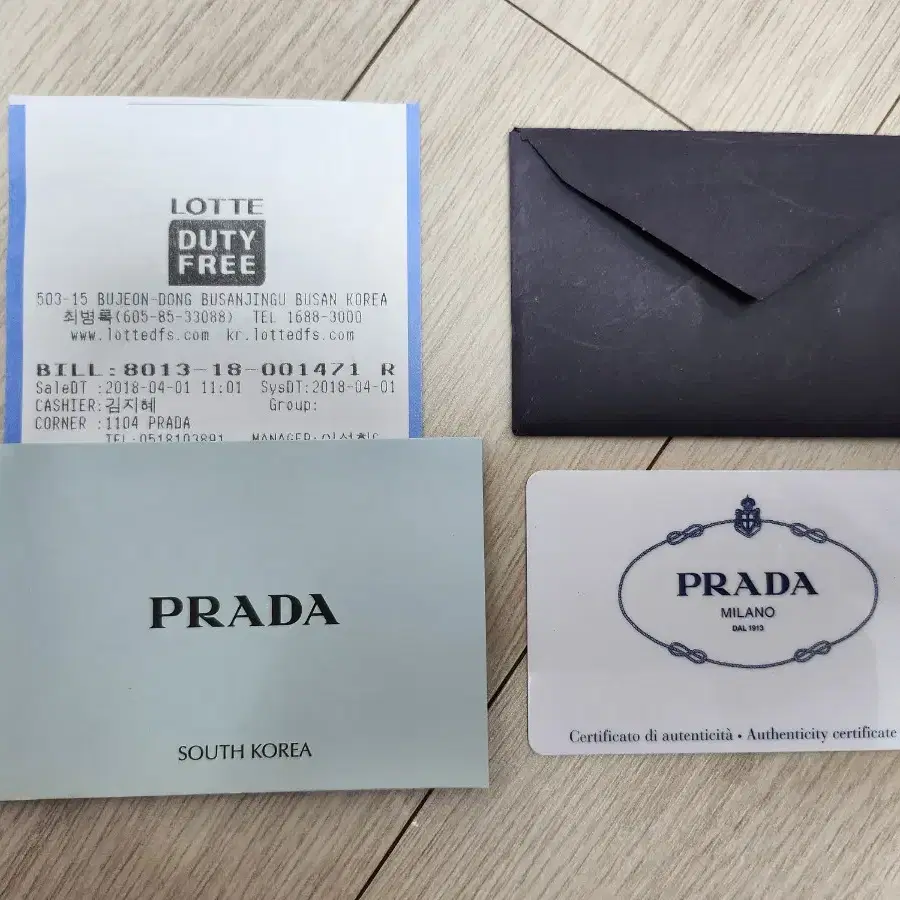 LOTTE
DUTY
FREE
503-15 BUJEON-DONG BUSANJINGU BUSAN KOREA
최병록(605-85-33088) TEL 1688-3000
www.lottedfs.com kr.lottedfs.com
BILL:8013-18-001471 R
SaleDT :2018-04-01 11:01 SysDT:2018-04-01
CASHIER:김지혜 Group:
CORNER :1104 PRADA
TEL:0518103891 MANAGER:
PRADA
SOUTH KOREA
PRADA
MILANO
DAL 1913
Certificato di autenticità • Authenticity certificate